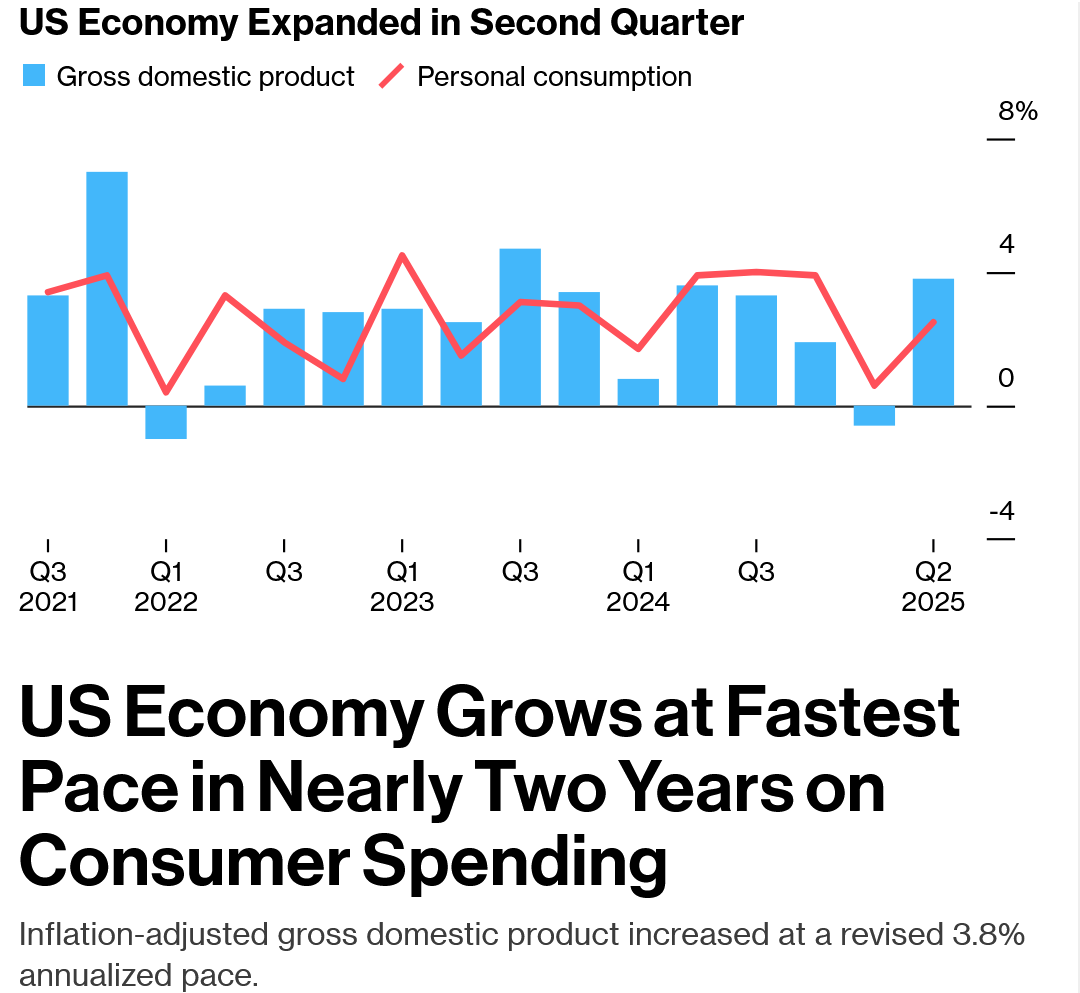 US Economy Expanded in Second Quarter
Gross domestic product Personal consumption
8%
4
0
-4
Q3 Q1 Q3 Q1 Q3 Q1 Q3 Q2
2021 2022 2023 2024 2025
US Economy Grows at Fastest
Pace in Nearly Two Years on
Consumer Spending
Inflation-adjusted gross domestic product increased at a revised 3.8%
annualized pace.